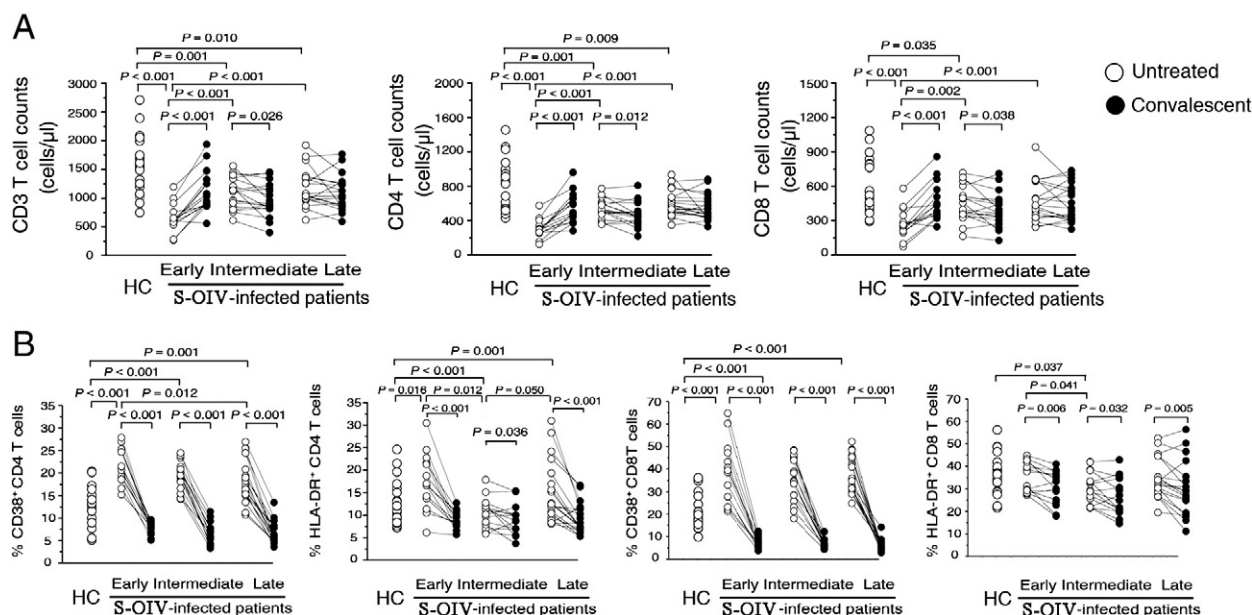 A
P = 0.010
P = 0.001
P < 0.001
P < 0.001
P < 0.001
P < 0.001
P = 0.026
CD3 T cell counts
(cells/µl)
3000
2500
2000
1500
1000
500
0
HC
Early Intermediate Late
S-OIV-infected patients
P = 0.009
P = 0.001
P < 0.001
P < 0.001
P < 0.001
P < 0.001
P = 0.012
CD4 T cell counts
(cells/µl)
2000
1600
1200
800
400
0
HC
Early Intermediate Late
S-OIV-infected patients
P = 0.035
P < 0.001
P < 0.001
P = 0.002
P < 0.001
P = 0.038
CD8 T cell counts
(cells/µl)
1500
1200
900
600
300
0
HC
Early Intermediate Late
S-OIV-infected patients
Untreated
Convalescent
B
P = 0.001
P < 0.001
P < 0.001
P = 0.012
P < 0.001
P < 0.001
P < 0.001
% CD38+ CD4 T cells
35
30
25
20
15
10
5
0
HC
Early Intermediate Late
S-OIV-infected patients
P = 0.001
P < 0.001
P = 0.016
P = 0.012
P = 0.050
P < 0.001
P < 0.001
P = 0.036
% HLA-DR+ CD4 T cells
35
30
25
20
15
10
5
0
HC
Early Intermediate Late
S-OIV-infected patients
P < 0.001
P < 0.001
P < 0.001
P < 0.001
P < 0.001
P < 0.001
% CD38+ CD8T cells
70
60
50
40
30
20
10
0
HC
Early Intermediate Late
S-OIV-infected patients
P = 0.037
P = 0.041
P = 0.006
P = 0.032
P = 0.005
% HLA-DR+ CD8 T cells
70
60
50
40
30
20
10
0
HC
Early Intermediate Late
S-OIV-infected patients